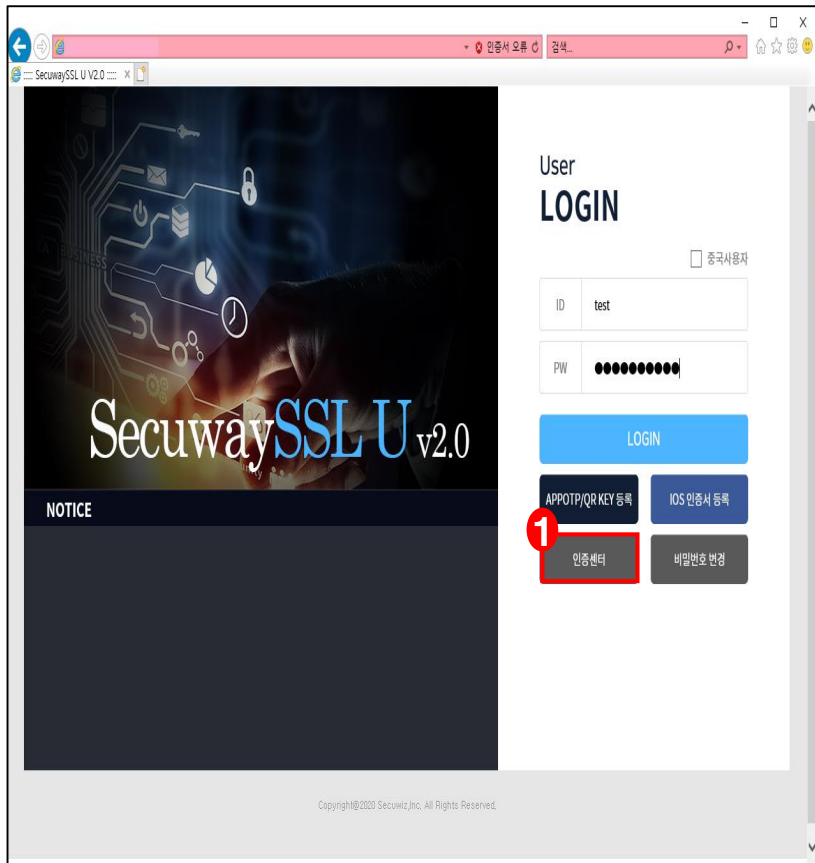 인증서 오류
검색...
::::: SecuwaySSL U V2.0 :::::
User
LOGIN
중국사용자
ID test
PW ●●●●●●●●●●
LOGIN
APPOTP/QR KEY 등록
IOS 인증서 등록
1
인증센터
비밀번호 변경
BUSINESS
SecuwaySSL U v2.0
NOTICE
Copyright@2020 Secuwiz,Inc, All Rights Reserved.